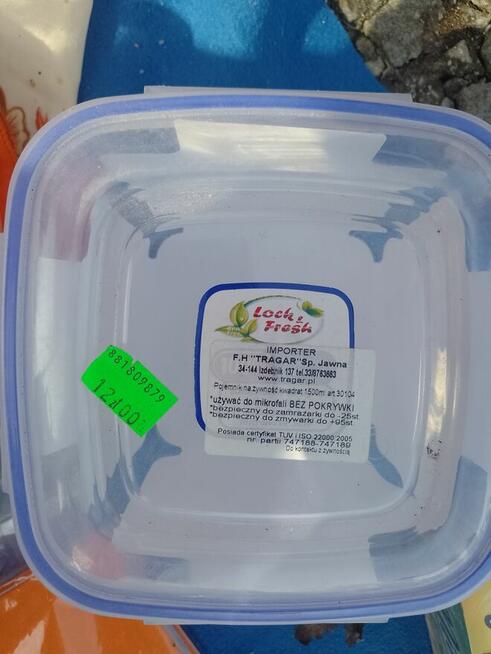 Lock &
Fresh
IMPORTER
F.H "TRAGAR" Sp. Jawna
34-144 Izdebnik 137 tel.33/8763663
www.tragar.pl
Pojemnik na żywność kwadrat 1500ml art 30104
*używać do mikrofali BEZ POKRYWKI
*bezpieczny do zamrażarki do -25st
*bezpieczny do zmywarki do +95st
Posiada certyfikat TUV i ISO 22000:2005
nr. partii 747188-747189
Do kontaktu z żywnością
881809879
12,00